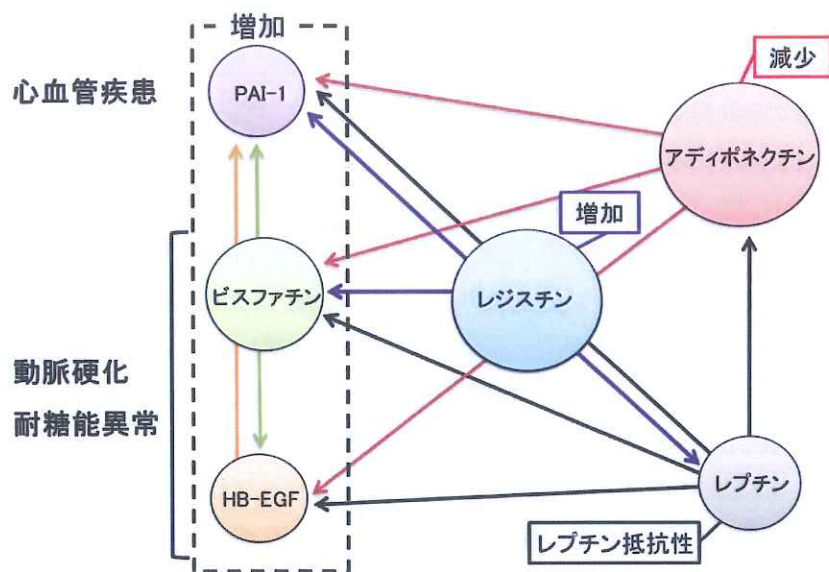 増加
減少
心血管疾患
PAI-1
アディポネクチン
増加
ビスファチン
レジスチン
動脈硬化
耐糖能異常
HB-EGF
レプチン
レプチン抵抗性